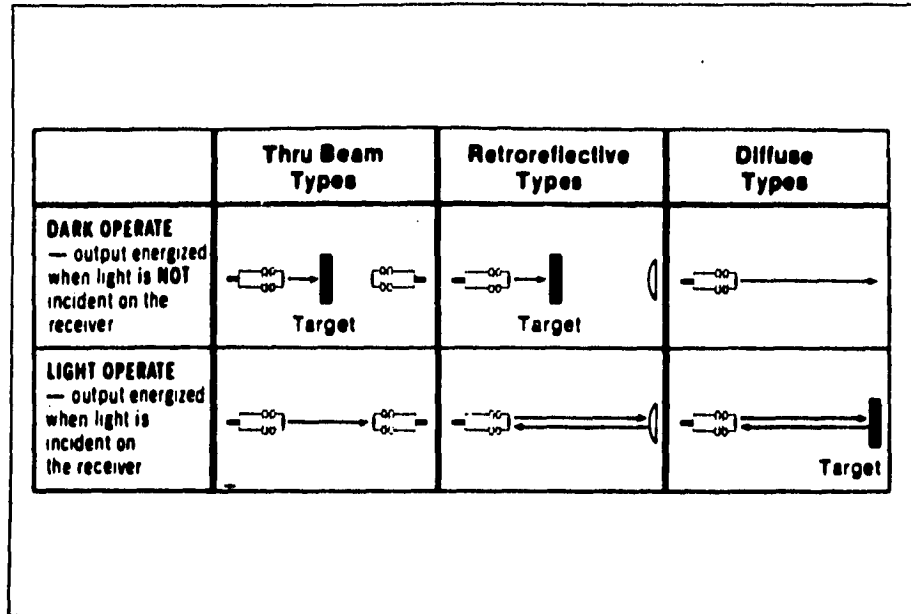 Thru Beam
Types
Retroreflective
Types
Diffuse
Types
DARK OPERATE
— output energized
when light is NOT
incident on the
receiver
Target
Target
LIGHT OPERATE
— output energized
when light is
incident on
the receiver
Target